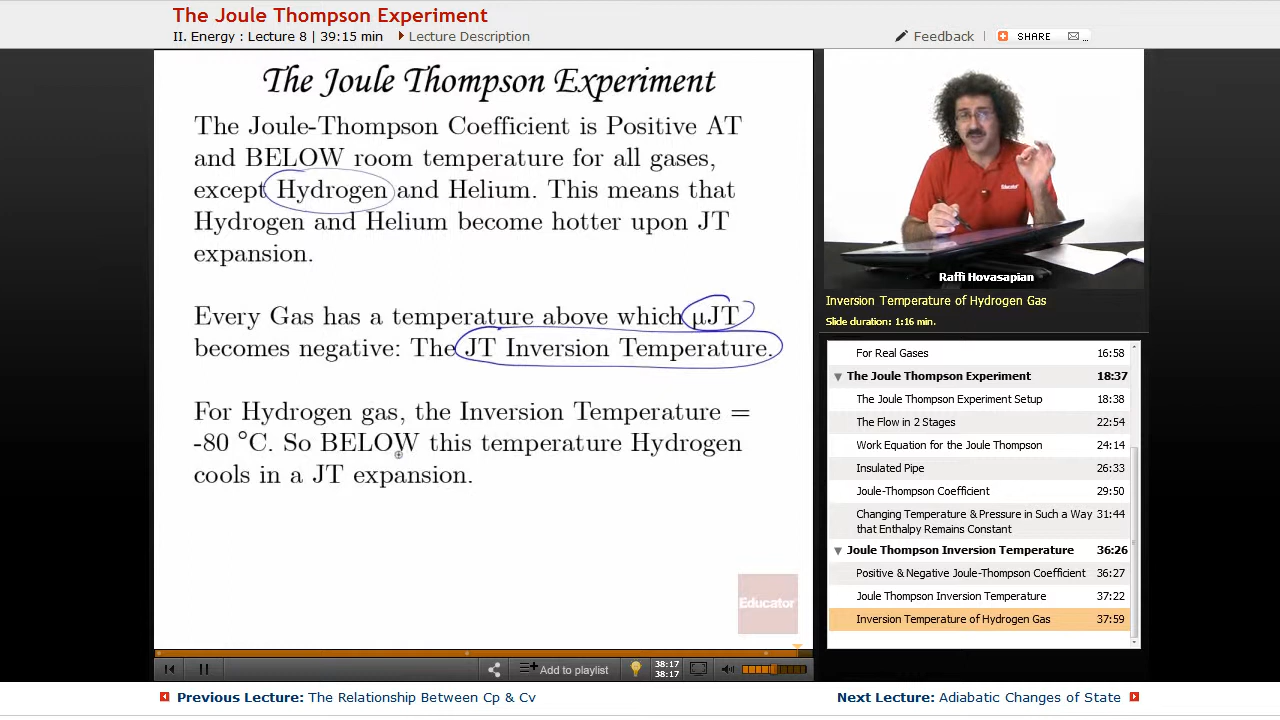 The Joule Thompson Experiment
II. Energy : Lecture 8 | 39:15 min
Lecture Description
Feedback
SHARE
The Joule Thompson Experiment
The Joule-Thompson Coefficient is Positive AT
and BELOW room temperature for all gases,
except Hydrogen and Helium. This means that
Hydrogen and Helium become hotter upon JT
expansion.
Every Gas has a temperature above which µJT
becomes negative: The JT Inversion Temperature.
For Hydrogen gas, the Inversion Temperature =
-80 °C. So BELOW this temperature Hydrogen
cools in a JT expansion.
Educator
Educator
Raffi Hovasapian
Inversion Temperature of Hydrogen Gas
Slide duration: 1:16 min.
For Real Gases 16:58
The Joule Thompson Experiment 18:37
The Joule Thompson Experiment Setup 18:38
The Flow in 2 Stages 22:54
Work Equation for the Joule Thompson 24:14
Insulated Pipe 26:33
Joule-Thompson Coefficient 29:50
Changing Temperature & Pressure in Such a Way 31:44
that Enthalpy Remains Constant
Joule Thompson Inversion Temperature 36:26
Positive & Negative Joule-Thompson Coefficient 36:27
Joule Thompson Inversion Temperature 37:22
Inversion Temperature of Hydrogen Gas 37:59
Add to playlist
38:17
38:17
Previous Lecture: The Relationship Between Cp & Cv
Next Lecture: Adiabatic Changes of State